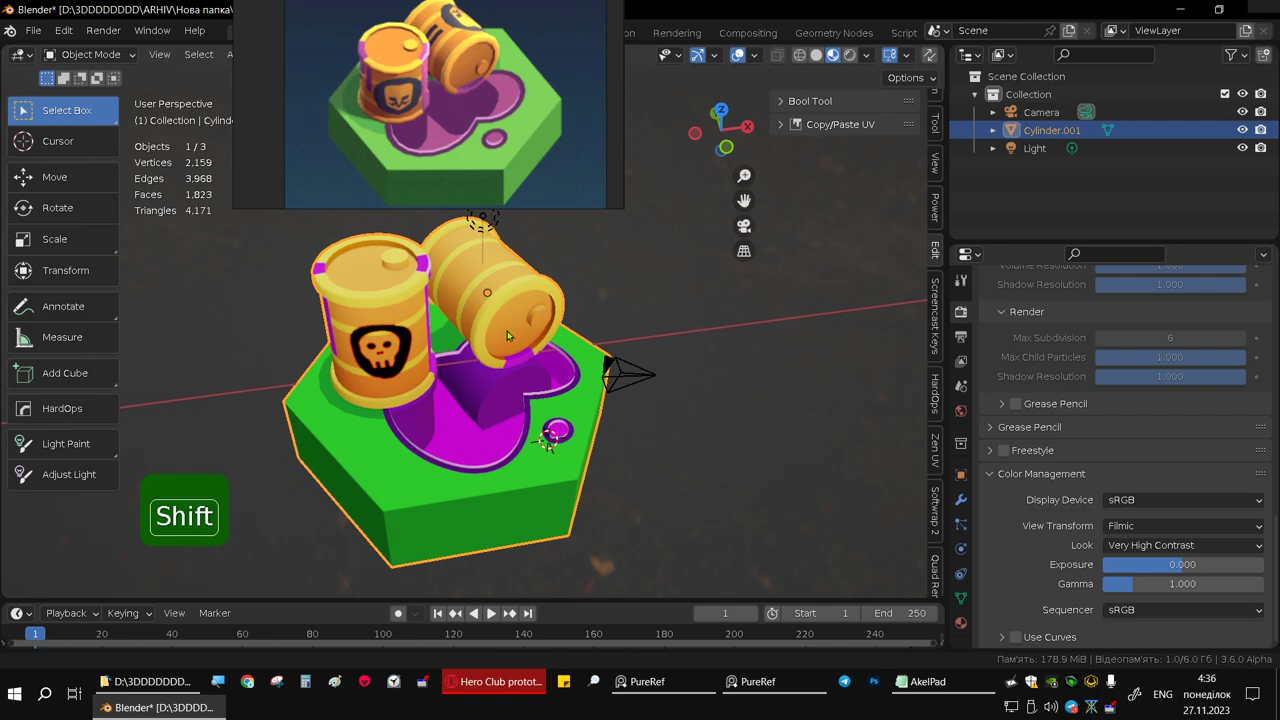 Blender* [D:\3DDDDDDD\ARHIV\Нова папка\
File Edit Render Window Help
Rendering Compositing Geometry Nodes Script
Scene
ViewLayer
Object Mode View Select
Options
Select Box
Cursor
Move
Rotate
Scale
Transform
Annotate
Measure
Add Cube
HardOps
Light Paint
Adjust Light
User Perspective
(1) Collection | Cylind
Objects 1 / 3
Vertices 2,159
Edges 3,968
Faces 1,823
Triangles 4,171
Z
X
Bool Tool
Copy/Paste UV
Tool
View
Power
Edit
Screencast Keys
HardOps
Zen UV
Softwrap 2
Quad Rer
Scene Collection
Collection
Camera
Cylinder.001
Light
Volume Resolution 1.000
Shadow Resolution 1.000
Render
Max Subdivision 6
Max Child Particles 1.000
Shadow Resolution 1.000
Grease Pencil
Grease Pencil
Freestyle
Color Management
Display Device sRGB
View Transform Filmic
Look Very High Contrast
Exposure 0.000
Gamma 1.000
Sequencer sRGB
Use Curves
Shift
Playback Keying View Marker
1
Start 1
End 250
1 20 40 60 80 100 120 140 160 180 200 220 240
Пам'ять: 178.9 MiB | Відеопам'ять: 1.0/6.0 Гб | 3.6.0 Alpha
D:\3DDDDDDD...
Hero Club protot...
PureRef
PureRef
AkelPad
4:36
ENG
понеділок
27.11.2023
Blender* [D:\3DDDD...